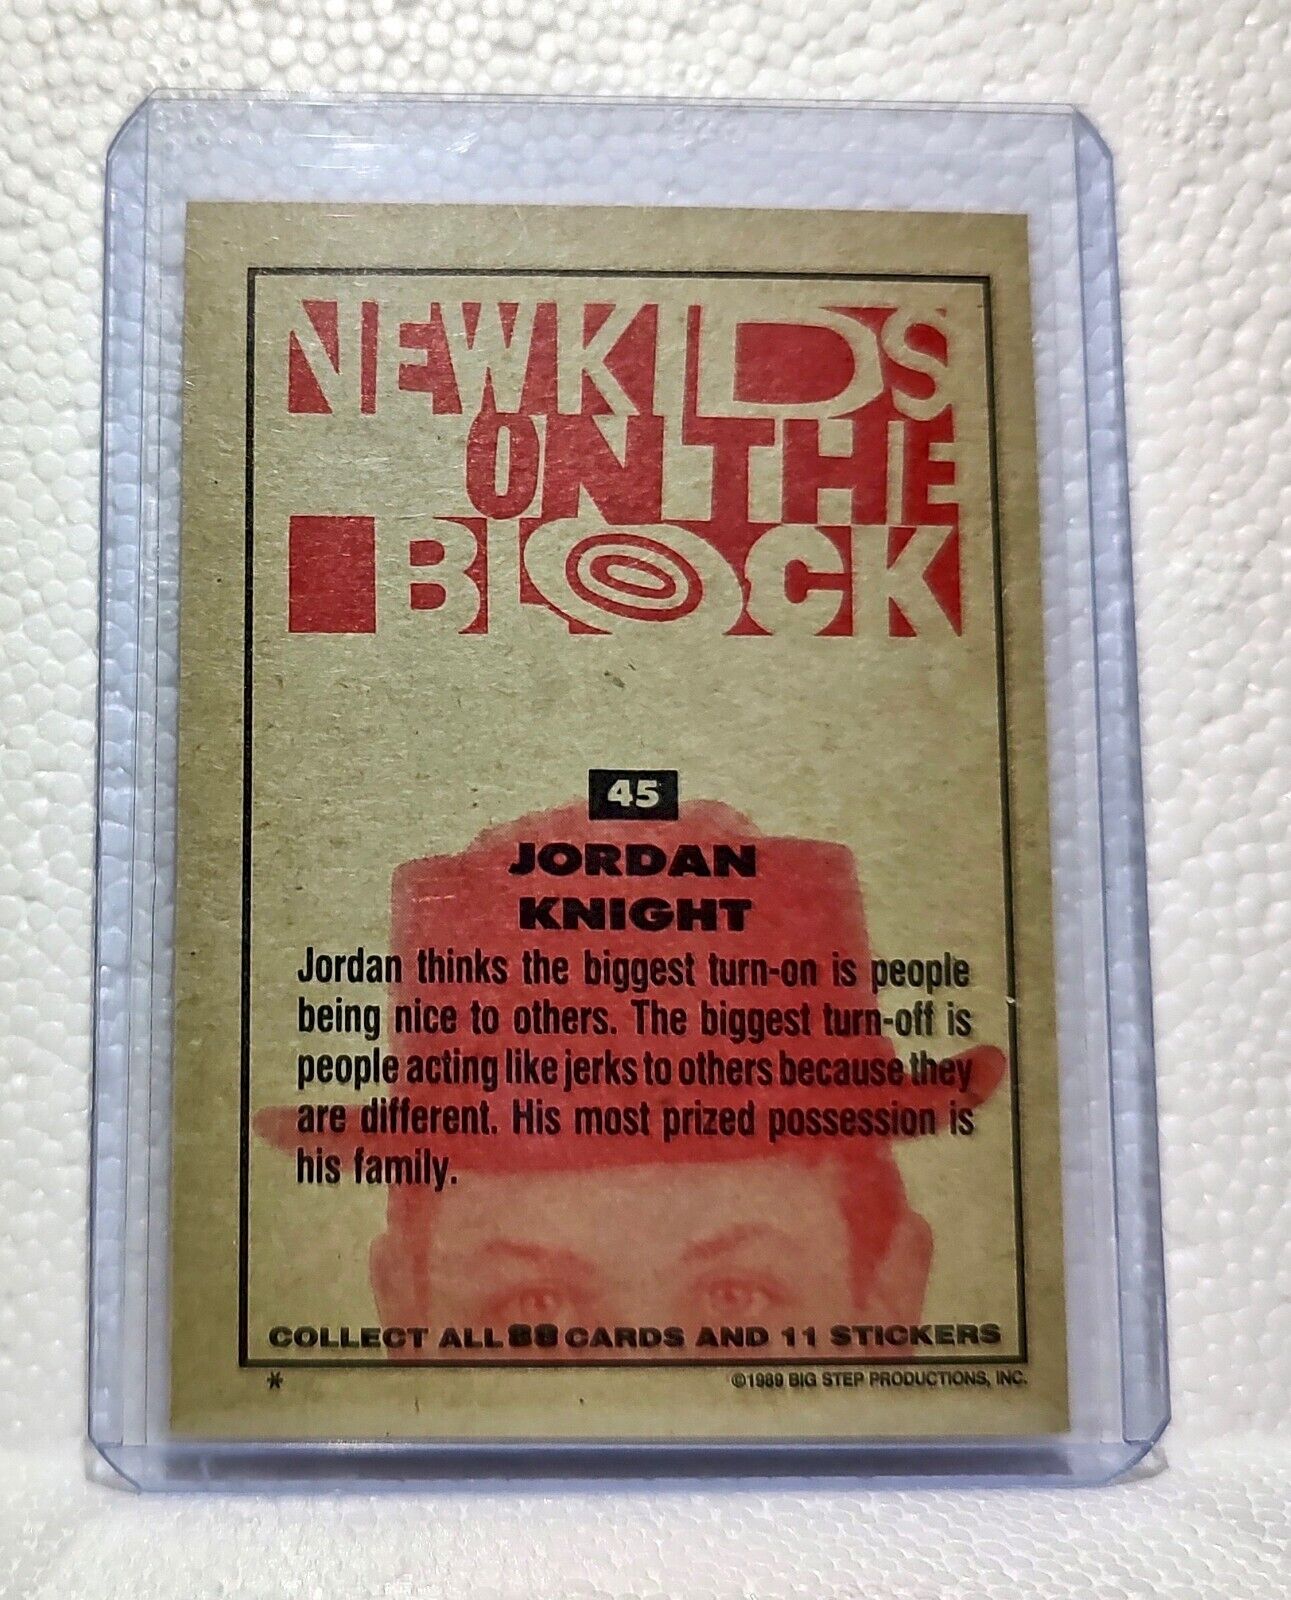 NEW KIDS
ON THE
BLOCK
45
JORDAN
KNIGHT
Jordan thinks the biggest turn-on is people
being nice to others. The biggest turn-off is
people acting like jerks to others because they
are different. His most prized possession is
his family.
COLLECT ALL 88 CARDS AND 11 STICKERS
* ©1989 BIG STEP PRODUCTIONS, INC.